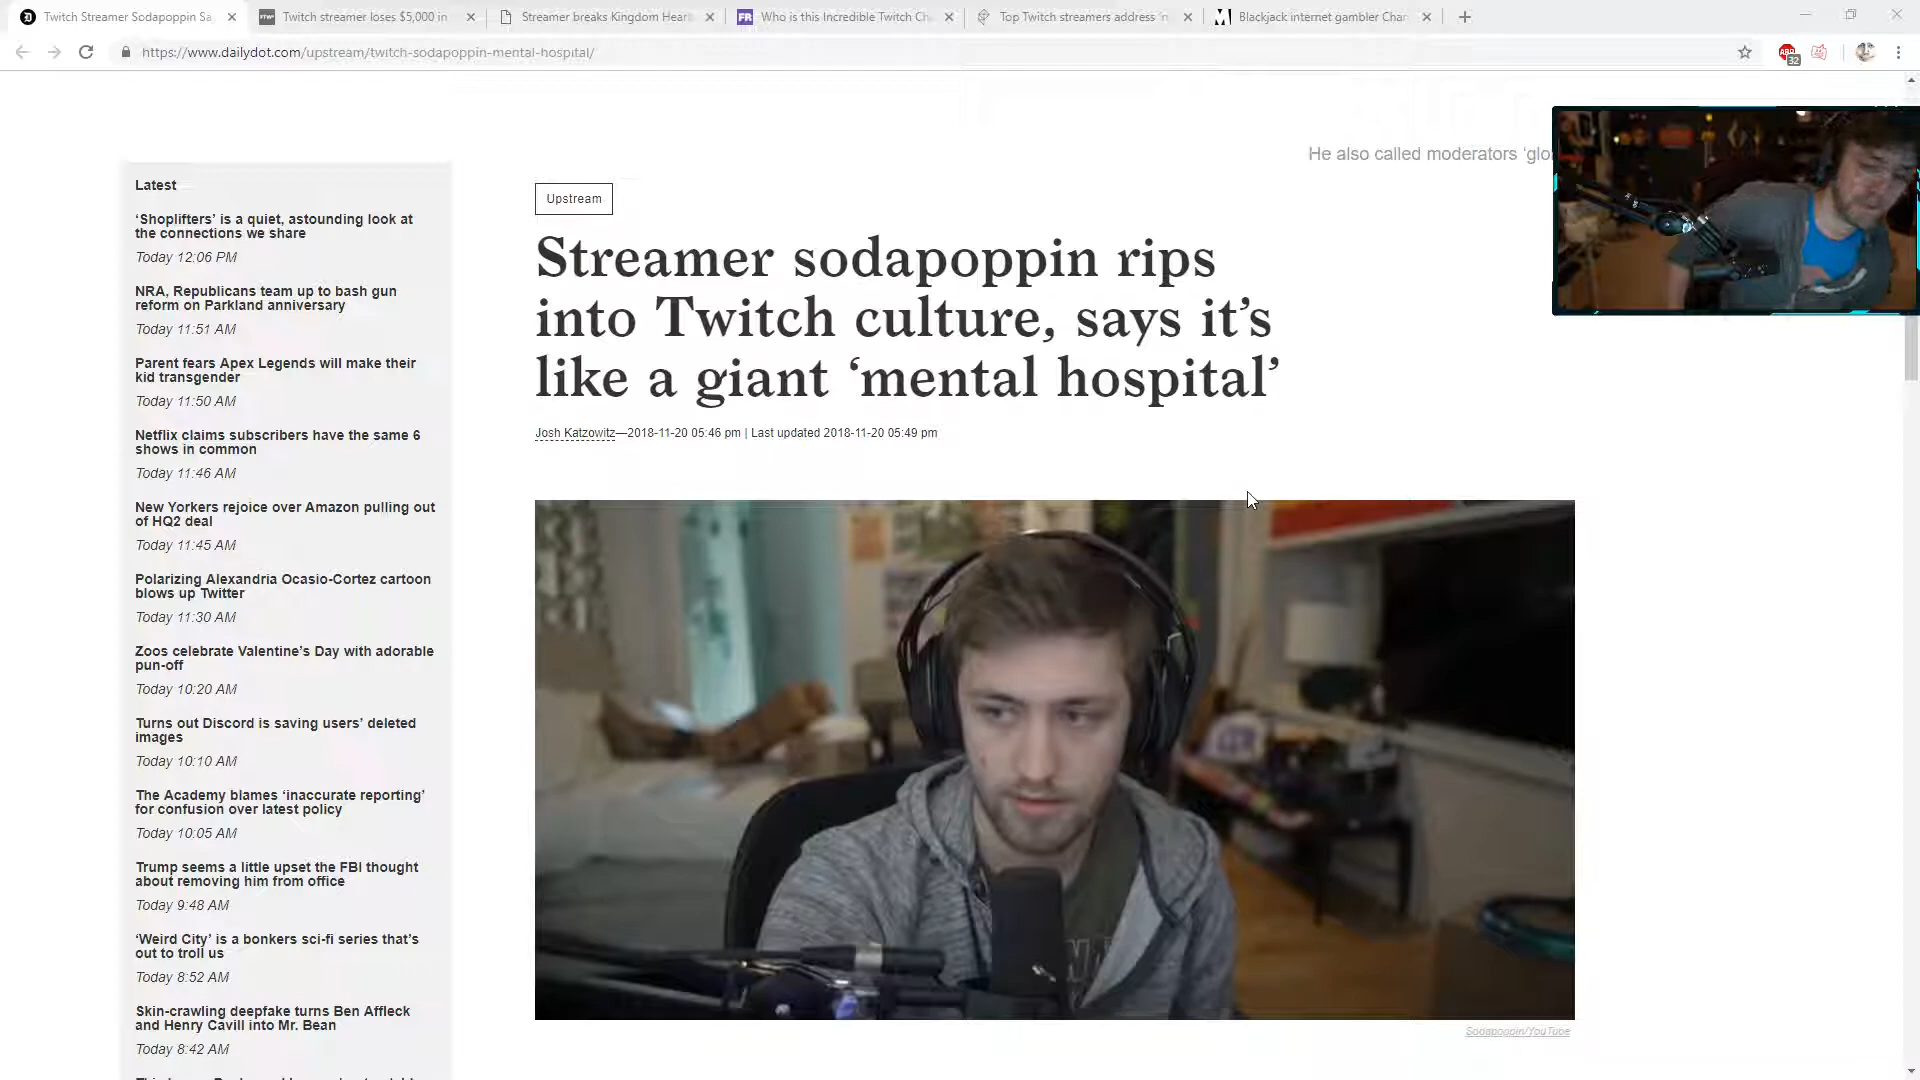 Twitch Streamer Sodapoppin Sa
Twitch streamer loses $5,000 in
Streamer breaks Kingdom Heart
Who is this Incredible Twitch Ch
Top Twitch streamers address 'n
Blackjack internet gambler Char
https://www.dailydot.com/upstream/twitch-sodapoppin-mental-hospital/
ABP
32
He also called moderators ‘glo
Latest
‘Shoplifters’ is a quiet, astounding look at
the connections we share
Today 12:06 PM
NRA, Republicans team up to bash gun
reform on Parkland anniversary
Today 11:51 AM
Parent fears Apex Legends will make their
kid transgender
Today 11:50 AM
Netflix claims subscribers have the same 6
shows in common
Today 11:46 AM
New Yorkers rejoice over Amazon pulling out
of HQ2 deal
Today 11:45 AM
Polarizing Alexandria Ocasio-Cortez cartoon
blows up Twitter
Today 11:30 AM
Zoos celebrate Valentine’s Day with adorable
pun-off
Today 10:20 AM
Turns out Discord is saving users’ deleted
images
Today 10:10 AM
The Academy blames ‘inaccurate reporting’
for confusion over latest policy
Today 10:05 AM
Trump seems a little upset the FBI thought
about removing him from office
Today 9:48 AM
‘Weird City’ is a bonkers sci-fi series that’s
out to troll us
Today 8:52 AM
Skin-crawling deepfake turns Ben Affleck
and Henry Cavill into Mr. Bean
Today 8:42 AM
Upstream
Streamer sodapoppin rips
into Twitch culture, says it’s
like a giant ‘mental hospital’
Josh Katzowitz—2018-11-20 05:46 pm | Last updated 2018-11-20 05:49 pm
Sodapoppin/YouTube